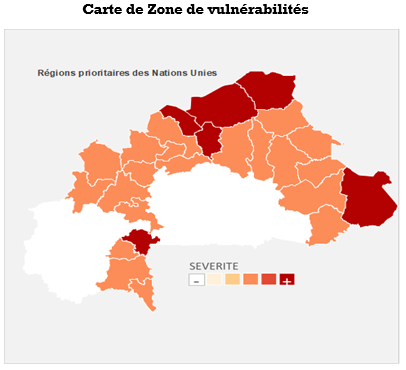 Carte de Zone de vulnérabilités
Régions prioritaires des Nations Unies
SEVERITE
- +